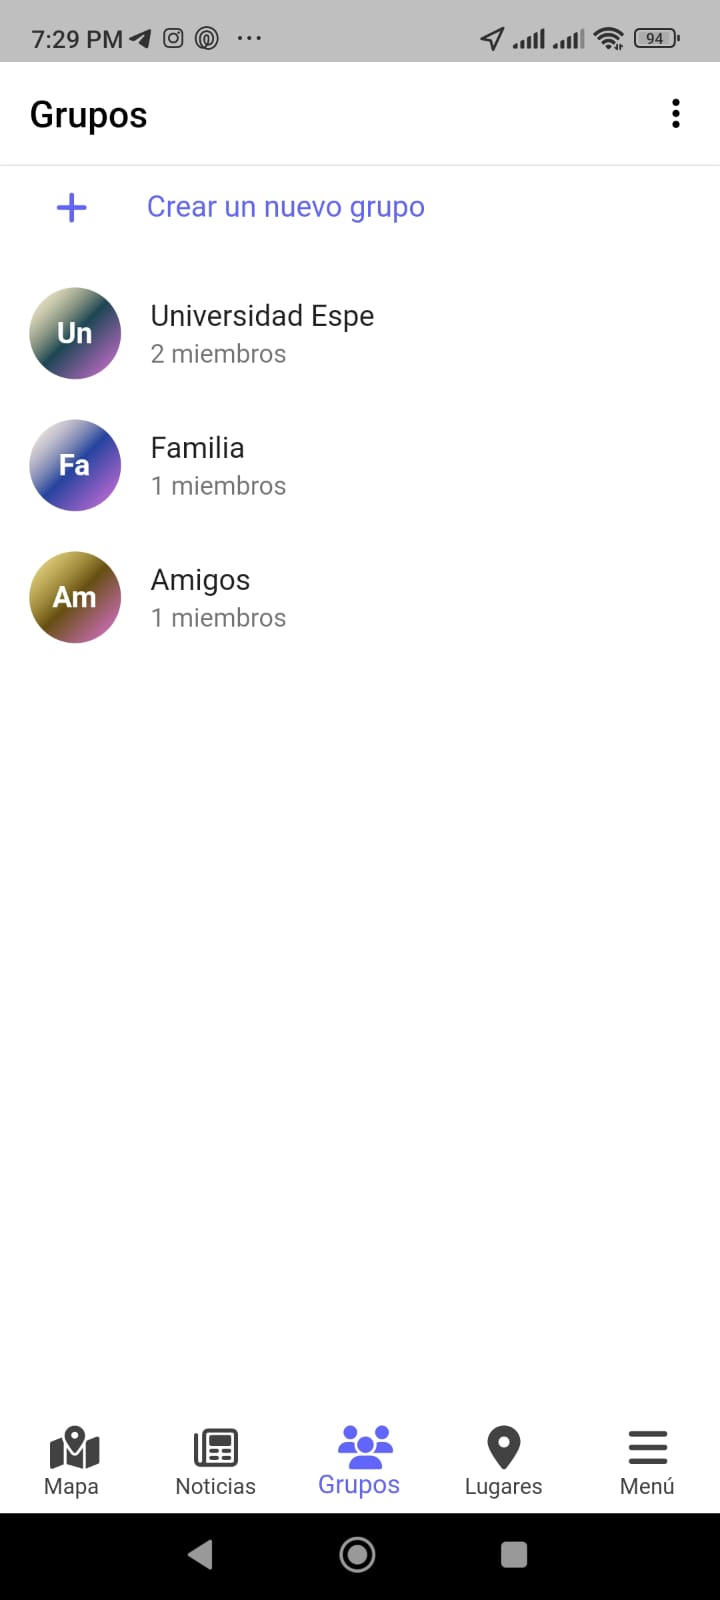 7:29 PM
94
Grupos
Crear un nuevo grupo
Un
Universidad Espe
2 miembros
Fa
Familia
1 miembros
Am
Amigos
1 miembros
Mapa
Noticias
Grupos
Lugares
Menú